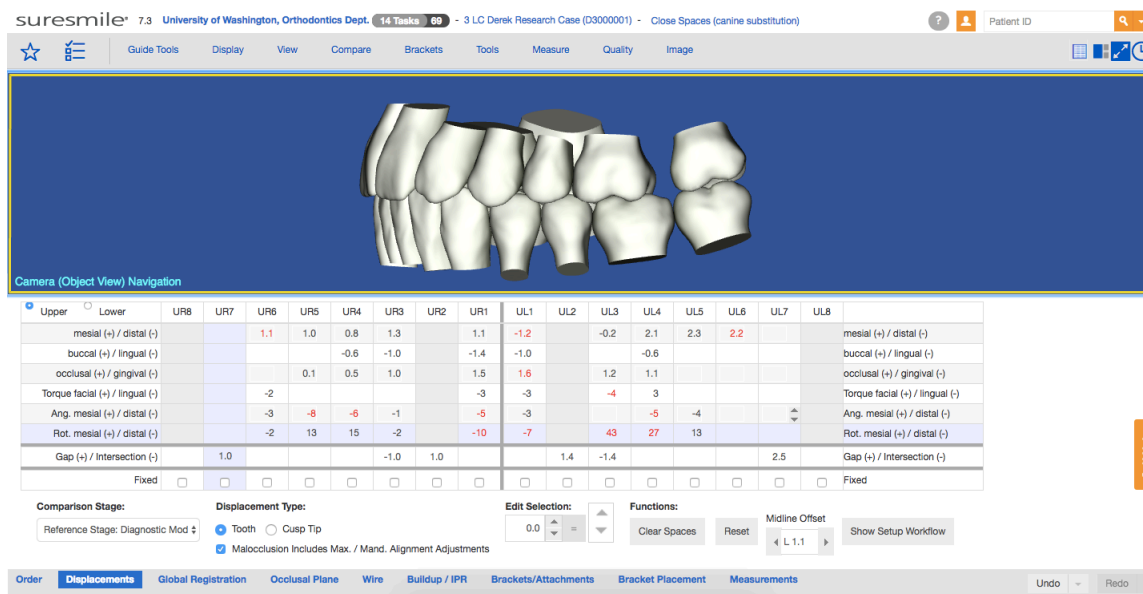 suresmile 7.3 University of Washington, Orthodontics Dept. 14 Tasks 69 - 3 LC Derek Research Case (D3000001) - Close Spaces (canine substitution) ? Patient ID
Guide Tools Display View Compare Brackets Tools Measure Quality Image
Camera (Object View) Navigation
Upper Lower UR8 UR7 UR6 UR5 UR4 UR3 UR2 UR1 UL1 UL2 UL3 UL4 UL5 UL6 UL7 UL8
mesial (+) / distal (-) 1.1 1.0 0.8 1.3 1.1 -1.2 -0.2 2.1 2.3 2.2 mesial (+) / distal (-)
buccal (+) / lingual (-) -0.6 -1.0 -1.4 -1.0 -0.6 buccal (+) / lingual (-)
occlusal (+) / gingival (-) 0.1 0.5 1.0 1.5 1.6 1.2 1.1 occlusal (+) / gingival (-)
Torque facial (+) / lingual (-) -2 -3 -3 -4 3 Torque facial (+) / lingual (-)
Ang. mesial (+) / distal (-) -3 -8 -6 -1 -5 -3 -5 -4 Ang. mesial (+) / distal (-)
Rot. mesial (+) / distal (-) -2 13 15 -2 -10 -7 43 27 13 Rot. mesial (+) / distal (-)
Gap (+) / Intersection (-) 1.0 -1.0 1.0 1.4 -1.4 2.5 Gap (+) / Intersection (-)
Fixed Fixed
Comparison Stage: Displacement Type: Edit Selection: Functions:
Reference Stage: Diagnostic Mod Tooth Cusp Tip 0.0 = Clear Spaces Reset Midline Offset Show Setup Workflow
L 1.1
Malocclusion Includes Max. / Mand. Alignment Adjustments
Order Displacements Global Registration Occlusal Plane Wire Buildup / IPR Brackets/Attachments Bracket Placement Measurements Undo Redo